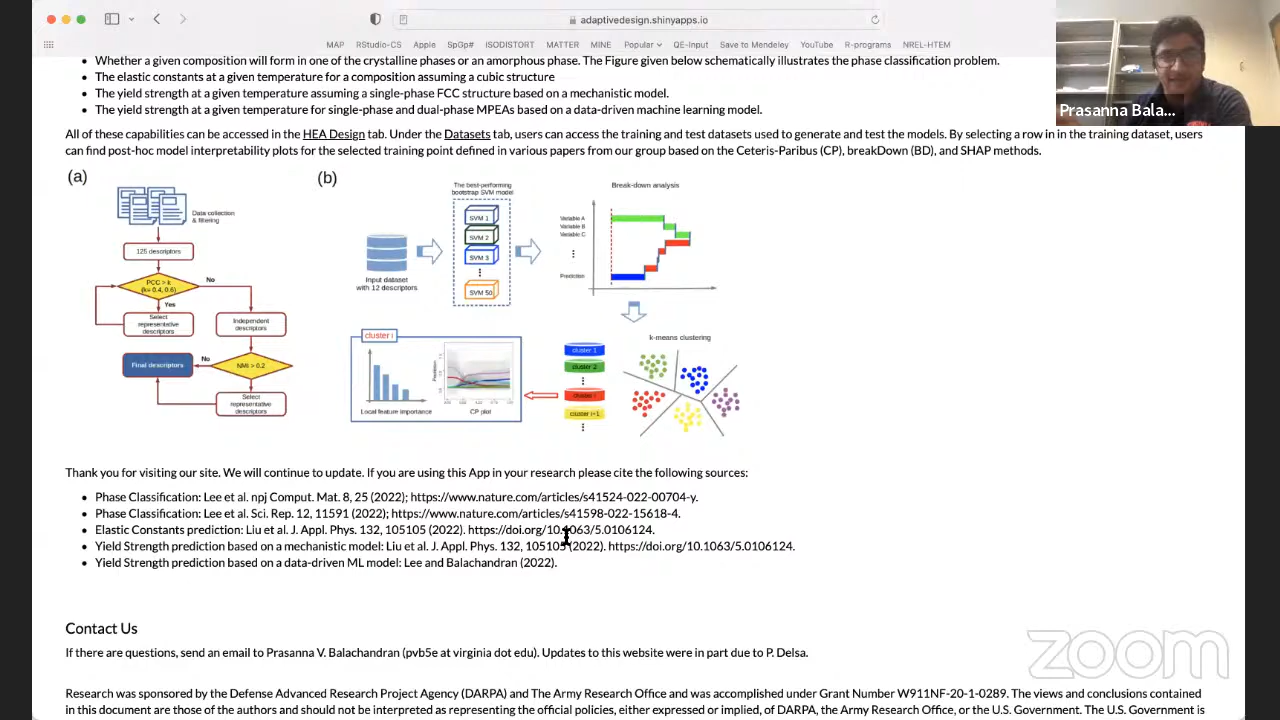 adaptivedesign.shinyapps.io
MAP RStudio-CS Apple SpGp# ISODISTORT MATTER MINE Popular QE-Input Save to Mendeley YouTube R-programs NREL-HTEM
Prasanna Bala...
• Whether a given composition will form in one of the crystalline phases or an amorphous phase. The Figure given below schematically illustrates the phase classification problem.
• The elastic constants at a given temperature for a composition assuming a cubic structure
• The yield strength at a given temperature assuming a single-phase FCC structure based on a mechanistic model.
• The yield strength at a given temperature for single-phase and dual-phase MPEAs based on a data-driven machine learning model.
All of these capabilities can be accessed in the HEA Design tab. Under the Datasets tab, users can access the training and test datasets used to generate and test the models. By selecting a row in in the training dataset, users
can find post-hoc model interpretability plots for the selected training point defined in various papers from our group based on the Ceteris-Paribus (CP), breakDown (BD), and SHAP methods.
(a)
Data collection
& filtering
125 descriptors
PCC > k
(k= 0.4, 0.6)
No
Yes
Select
representative
descriptors
Independent
descriptors
Final descriptors
No
NMI > 0.2
Select
representative
descriptors
(b)
The best-performing
bootstrap SVM model
Input dataset
with 12 descriptors
SVM 1
SVM 2
SVM 3
SVM 50
Break-down analysis
Variable A
Variable B
Variable C
Prediction
k-means clustering
cluster 1
cluster 2
cluster i
cluster i+1
cluster i
Local feature importance
CP plot
Thank you for visiting our site. We will continue to update. If you are using this App in your research please cite the following sources:
• Phase Classification: Lee et al. npj Comput. Mat. 8, 25 (2022); https://www.nature.com/articles/s41524-022-00704-y.
• Phase Classification: Lee et al. Sci. Rep. 12, 11591 (2022); https://www.nature.com/articles/s41598-022-15618-4.
• Elastic Constants prediction: Liu et al. J. Appl. Phys. 132, 105105 (2022). https://doi.org/10.1063/5.0106124.
• Yield Strength prediction based on a mechanistic model: Liu et al. J. Appl. Phys. 132, 105105 (2022). https://doi.org/10.1063/5.0106124.
• Yield Strength prediction based on a data-driven ML model: Lee and Balachandran (2022).
Contact Us
If there are questions, send an email to Prasanna V. Balachandran (pvb5e at virginia dot edu). Updates to this website were in part due to P. Delsa.
zoom
Research was sponsored by the Defense Advanced Research Project Agency (DARPA) and The Army Research Office and was accomplished under Grant Number W911NF-20-1-0289. The views and conclusions contained
in this document are those of the authors and should not be interpreted as representing the official policies, either expressed or implied, of DARPA, the Army Research Office, or the U.S. Government. The U.S. Government is